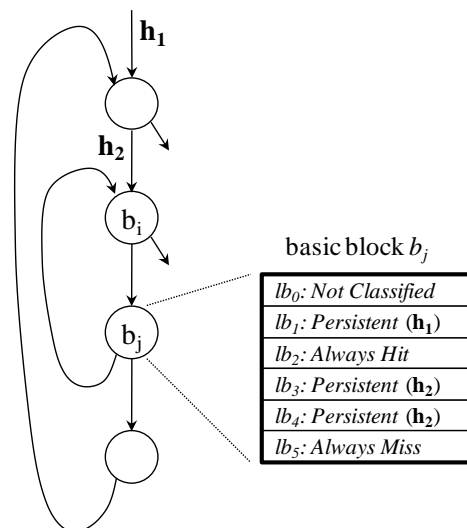 h₁
h₂
bᵢ
basic block bⱼ
lb₀: Not Classified
lb₁: Persistent (h₁)
lb₂: Always Hit
bⱼ
lb₃: Persistent (h₂)
lb₄: Persistent (h₂)
lb₅: Always Miss